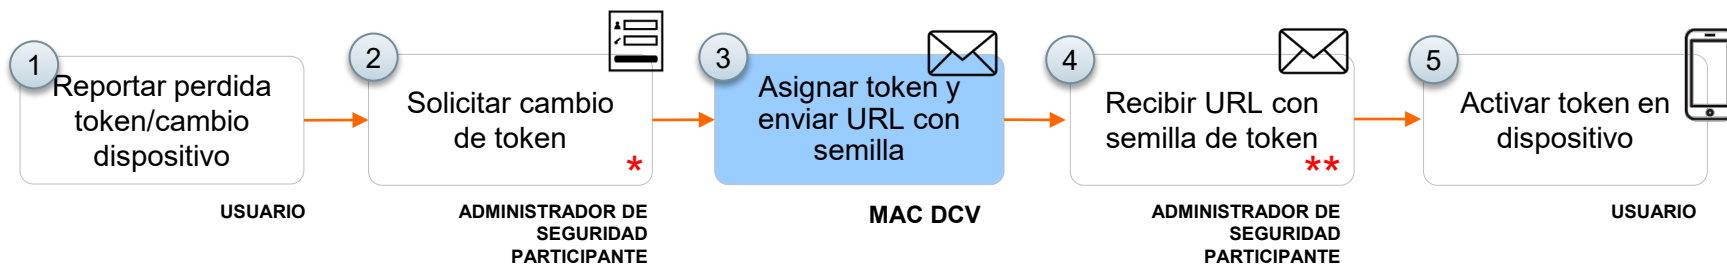 1
Reportar perdida
token/cambio
dispositivo
USUARIO
2
Solicitar cambio
de token
*
ADMINISTRADOR DE
SEGURIDAD
PARTICIPANTE
3
Asignar token y
enviar URL con
semilla
MAC DCV
4
Recibir URL con
semilla de token
**
ADMINISTRADOR DE
SEGURIDAD
PARTICIPANTE
5
Activar token en
dispositivo
USUARIO